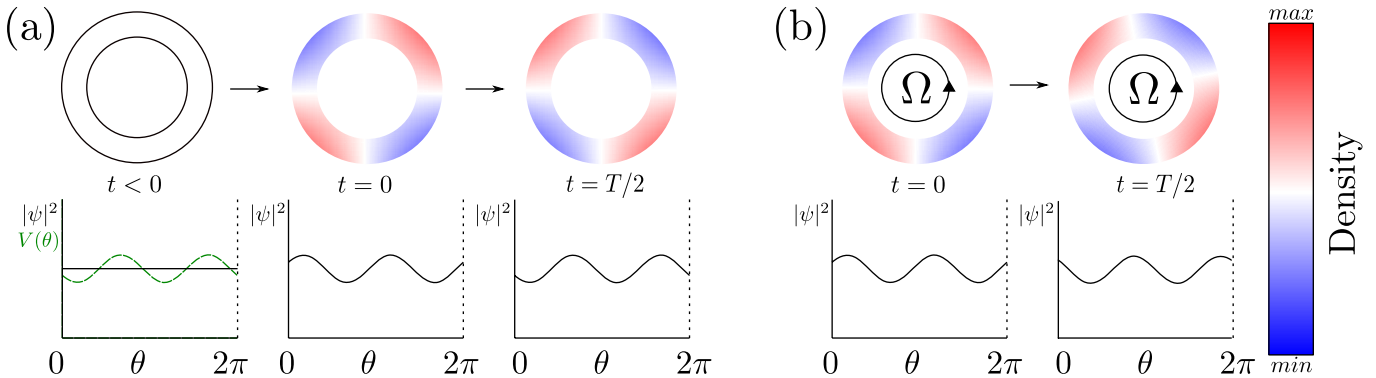 (a)
t < 0
t = 0
t = T/2
|ψ|²
V(θ)
0 θ 2π
|ψ|²
0 θ 2π
|ψ|²
0 θ 2π
(b)
Ω
Ω
t = 0
t = T/2
|ψ|²
0 θ 2π
|ψ|²
0 θ 2π
max
Density
min